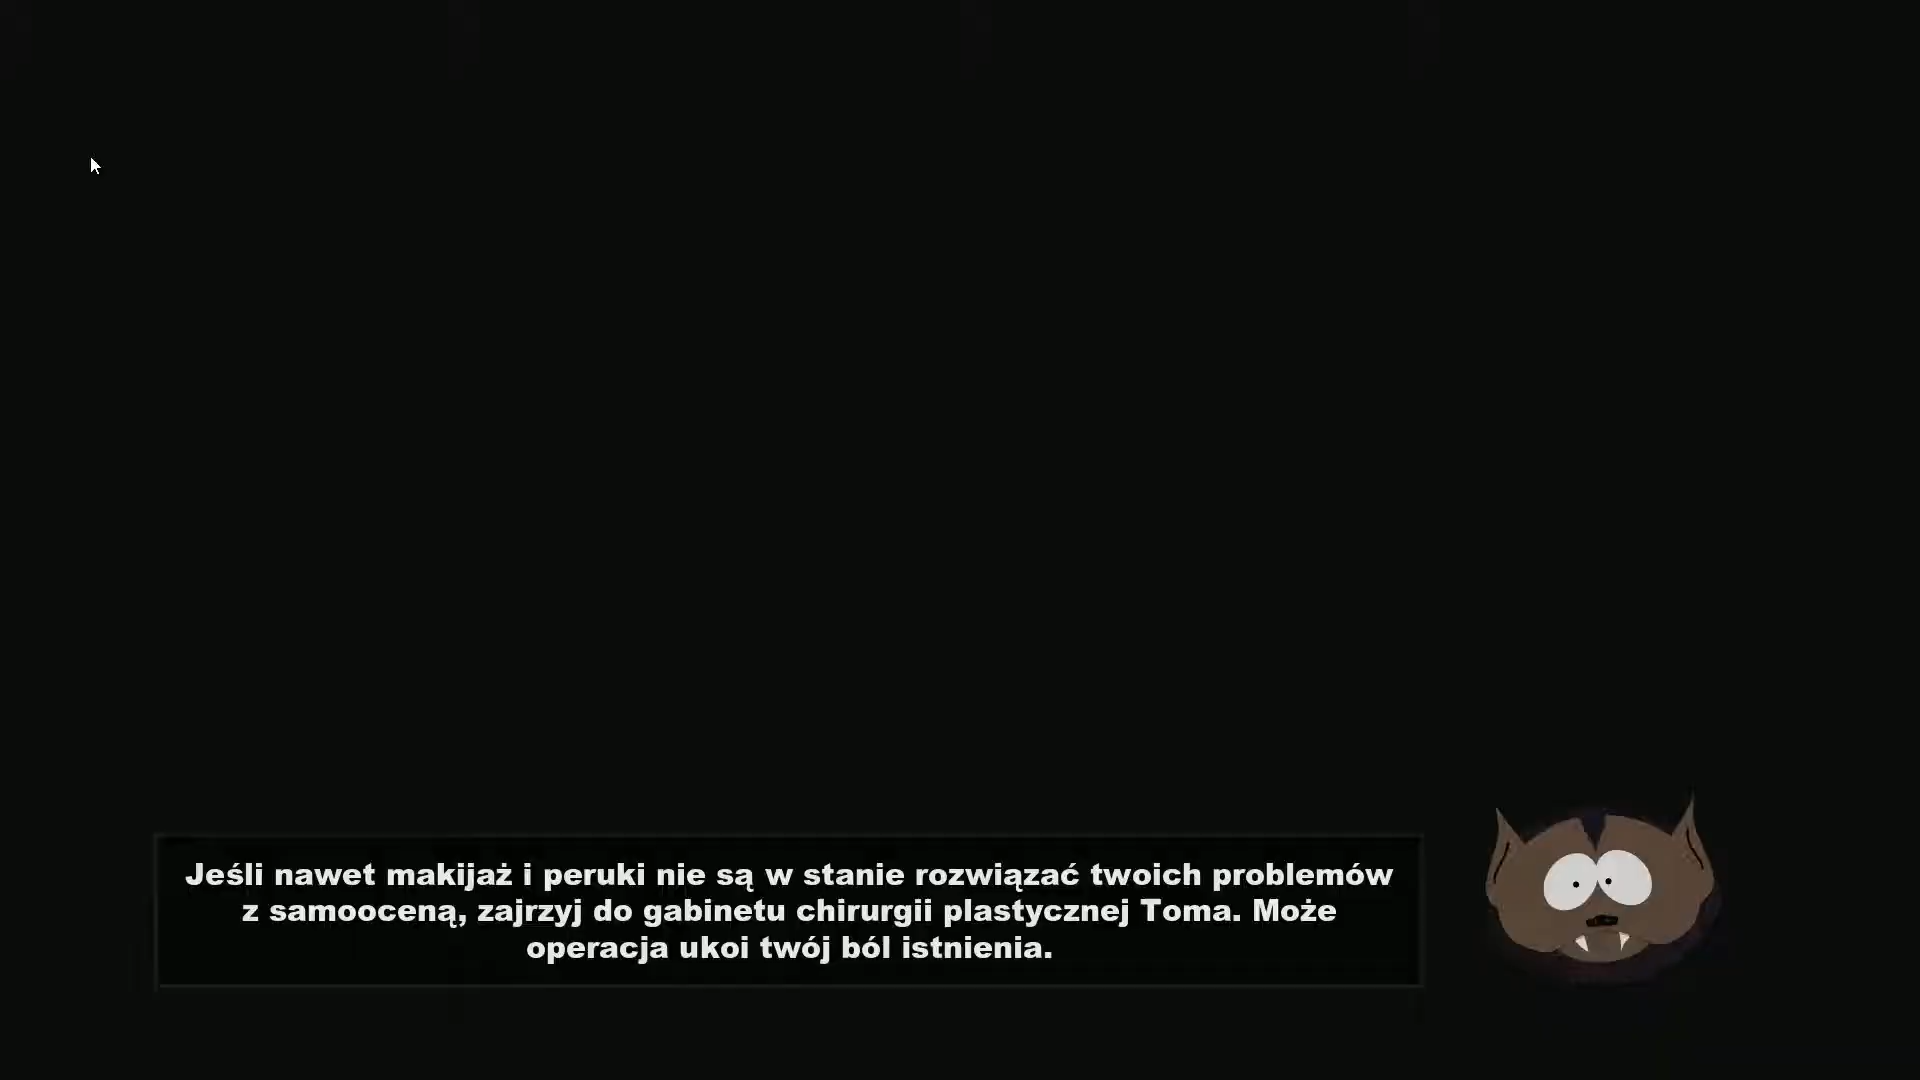 Jeśli nawet makijaż i peruki nie są w stanie rozwiązać twoich problemów
z samooceną, zajrzyj do gabinetu chirurgii plastycznej Toma. Może
operacja ukoi twój ból istnienia.